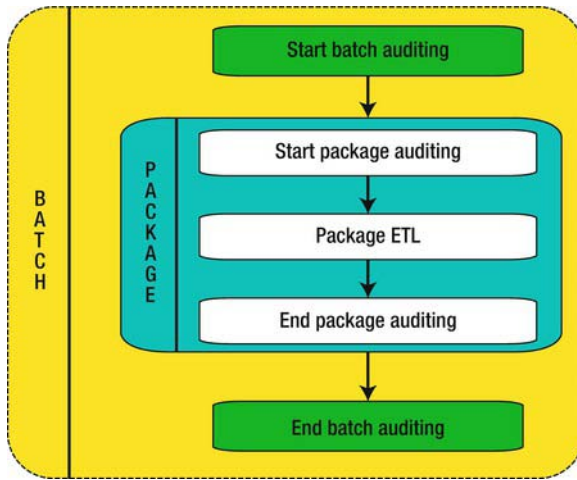 BATCH
Start batch auditing
PACKAGE
Start package auditing
Package ETL
End package auditing
End batch auditing